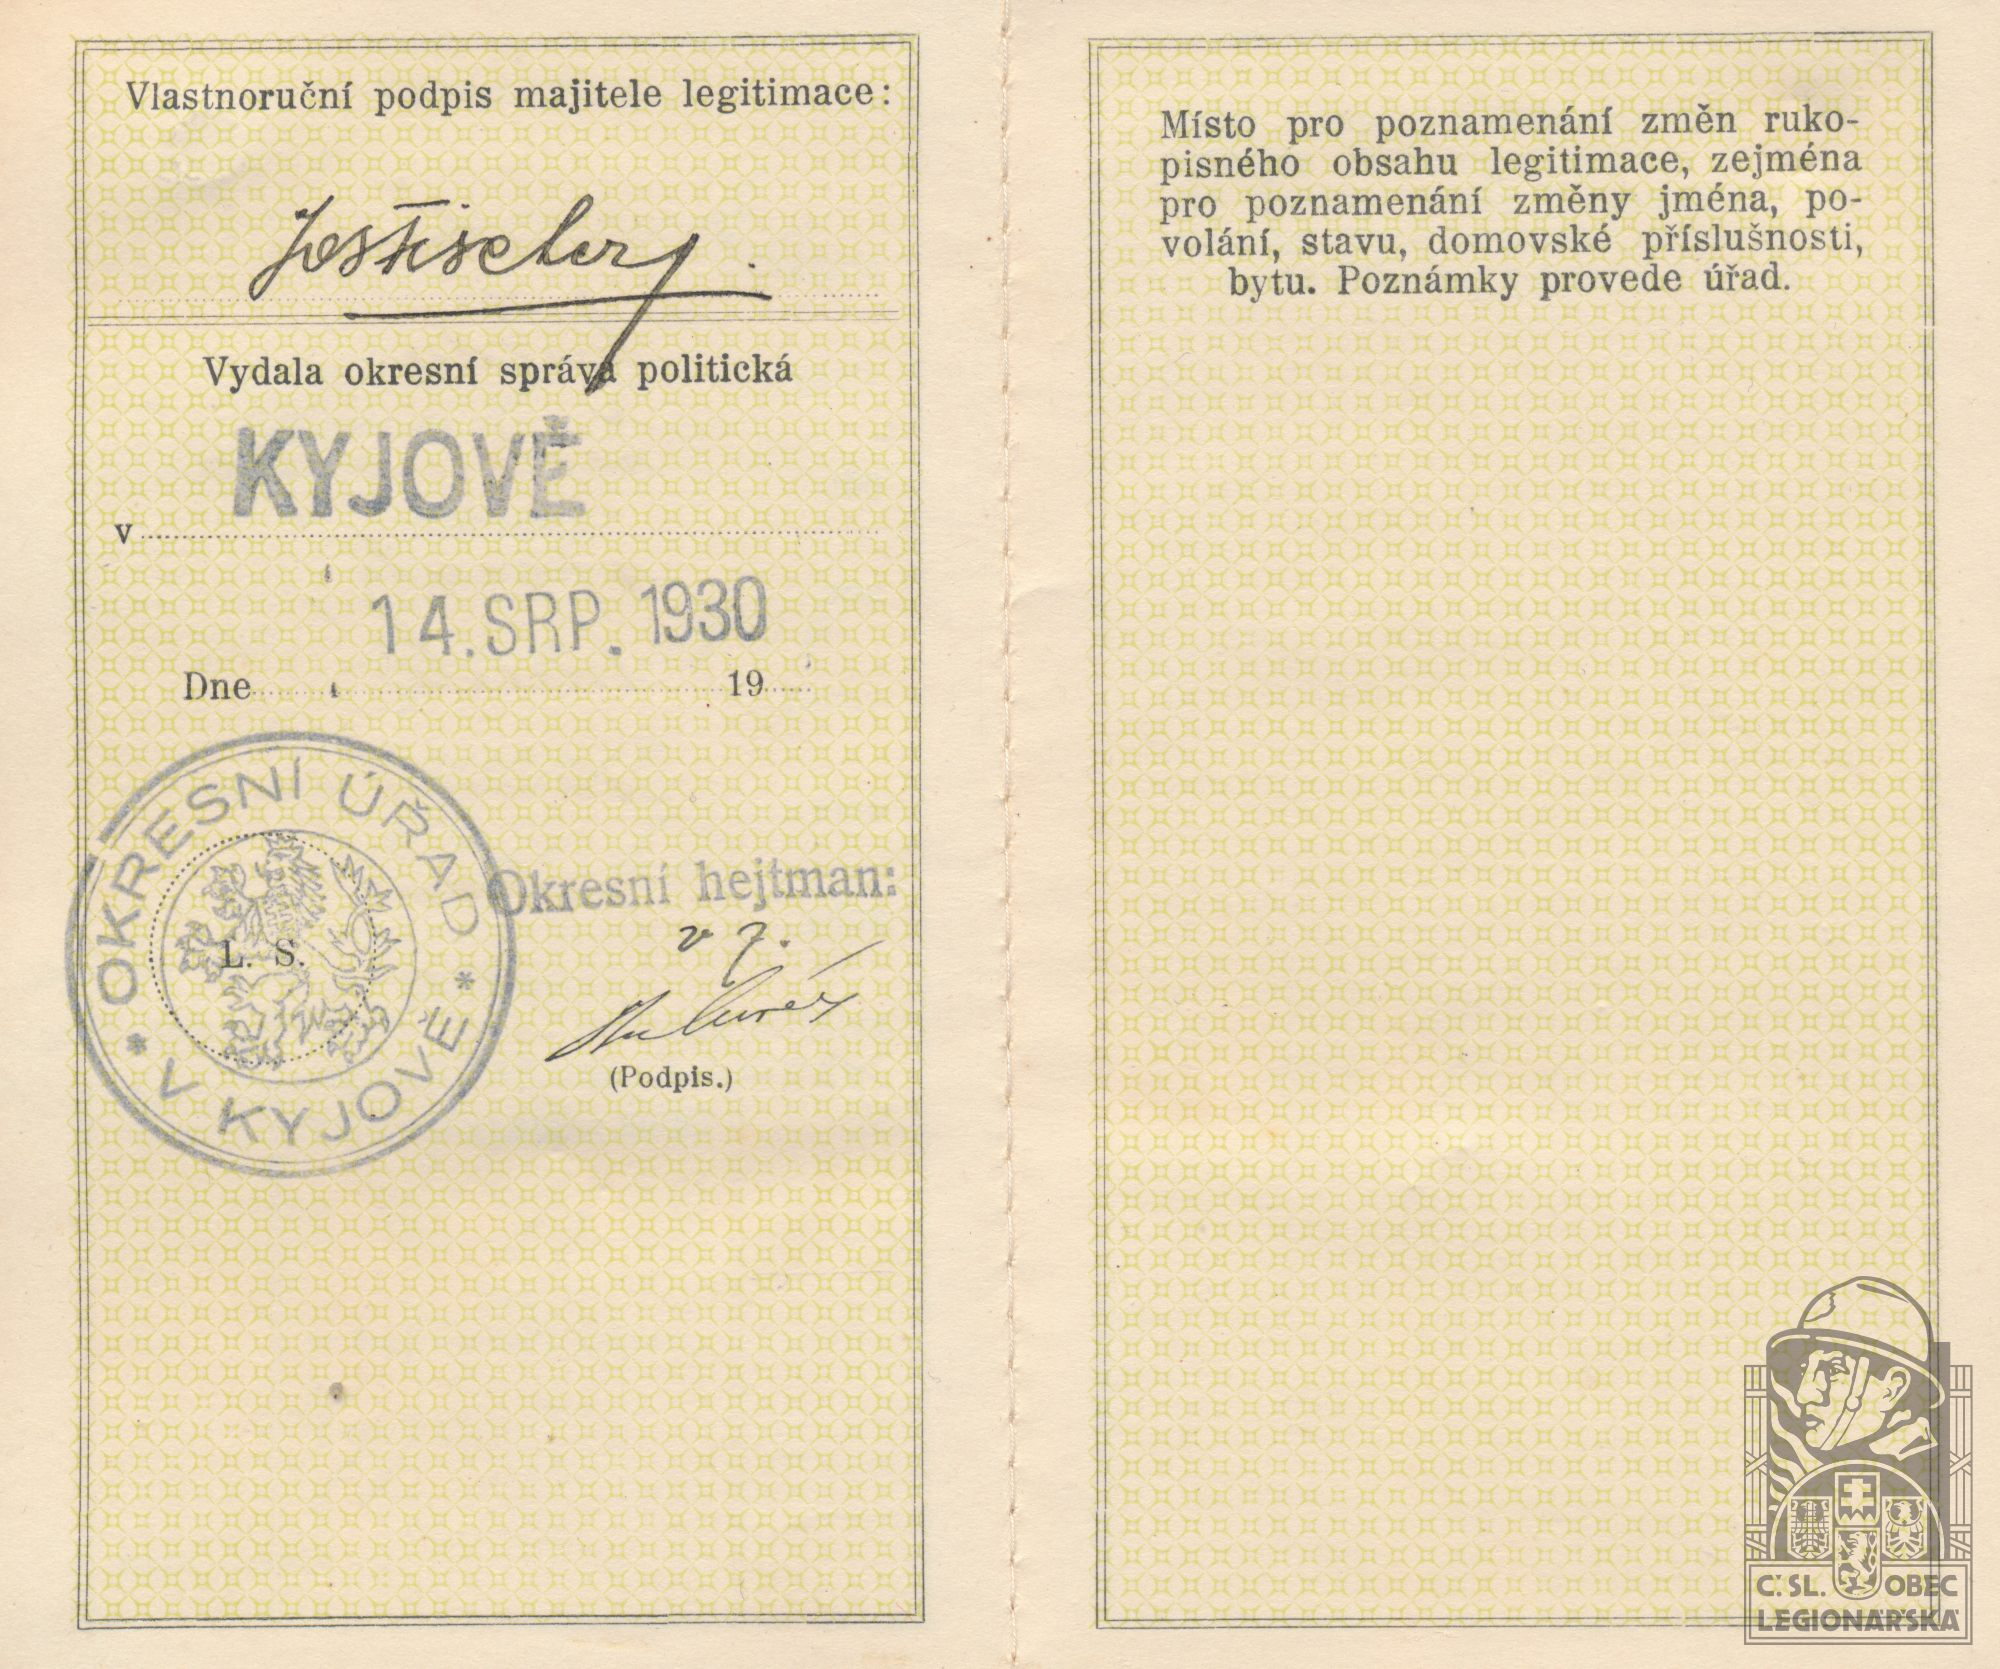 Vlastnoruční podpis majitele legitimace:
Vydala okresní správa politická
KYJOVĚ
v
14. SRP. 1930
Dne 19
OKRESNÍ ÚŘAD
* V KYJOVĚ *
L. S.
Okresní hejtman:
v z.
(Podpis.)
Místo pro poznamenání změn ruko-
pisného obsahu legitimace, zejména
pro poznamenání změny jména, po-
volání, stavu, domovské příslušnosti,
bytu. Poznámky provede úřad.
Č. SL. OBEC
LEGIONÁŘSKÁ